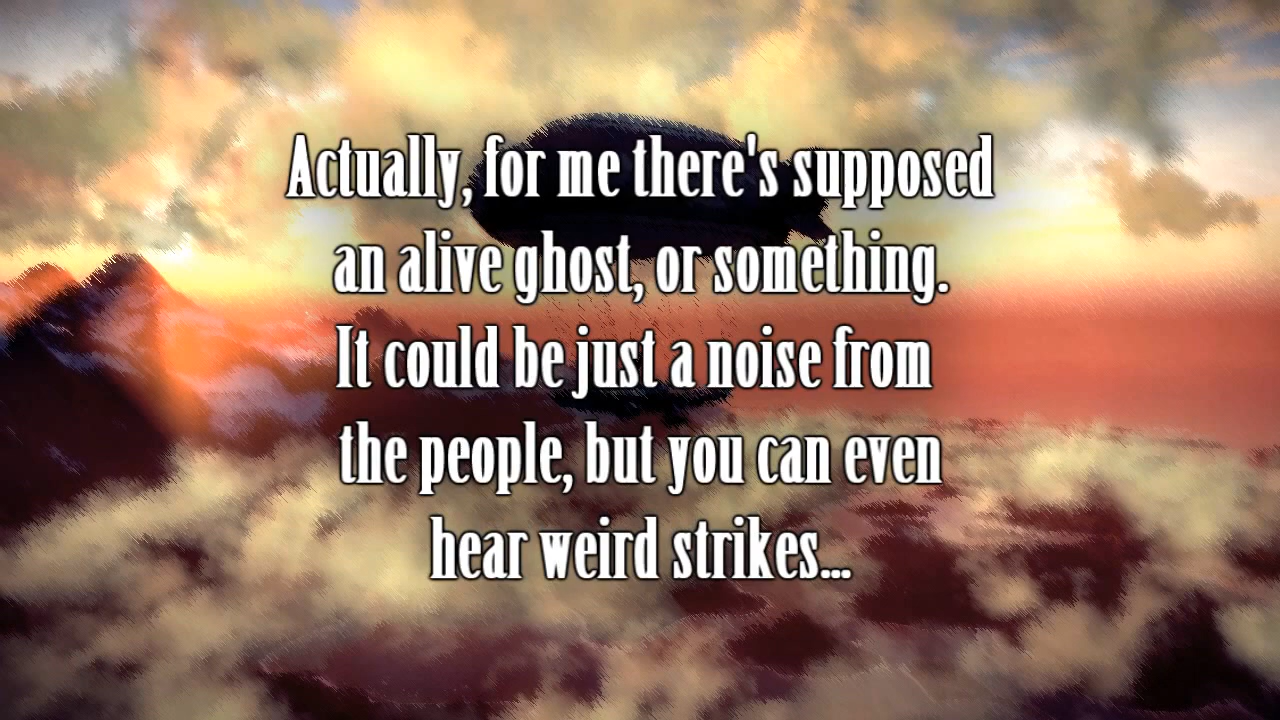 Actually, for me there's supposed
an alive ghost, or something.
It could be just a noise from
the people, but you can even
hear weird strikes...